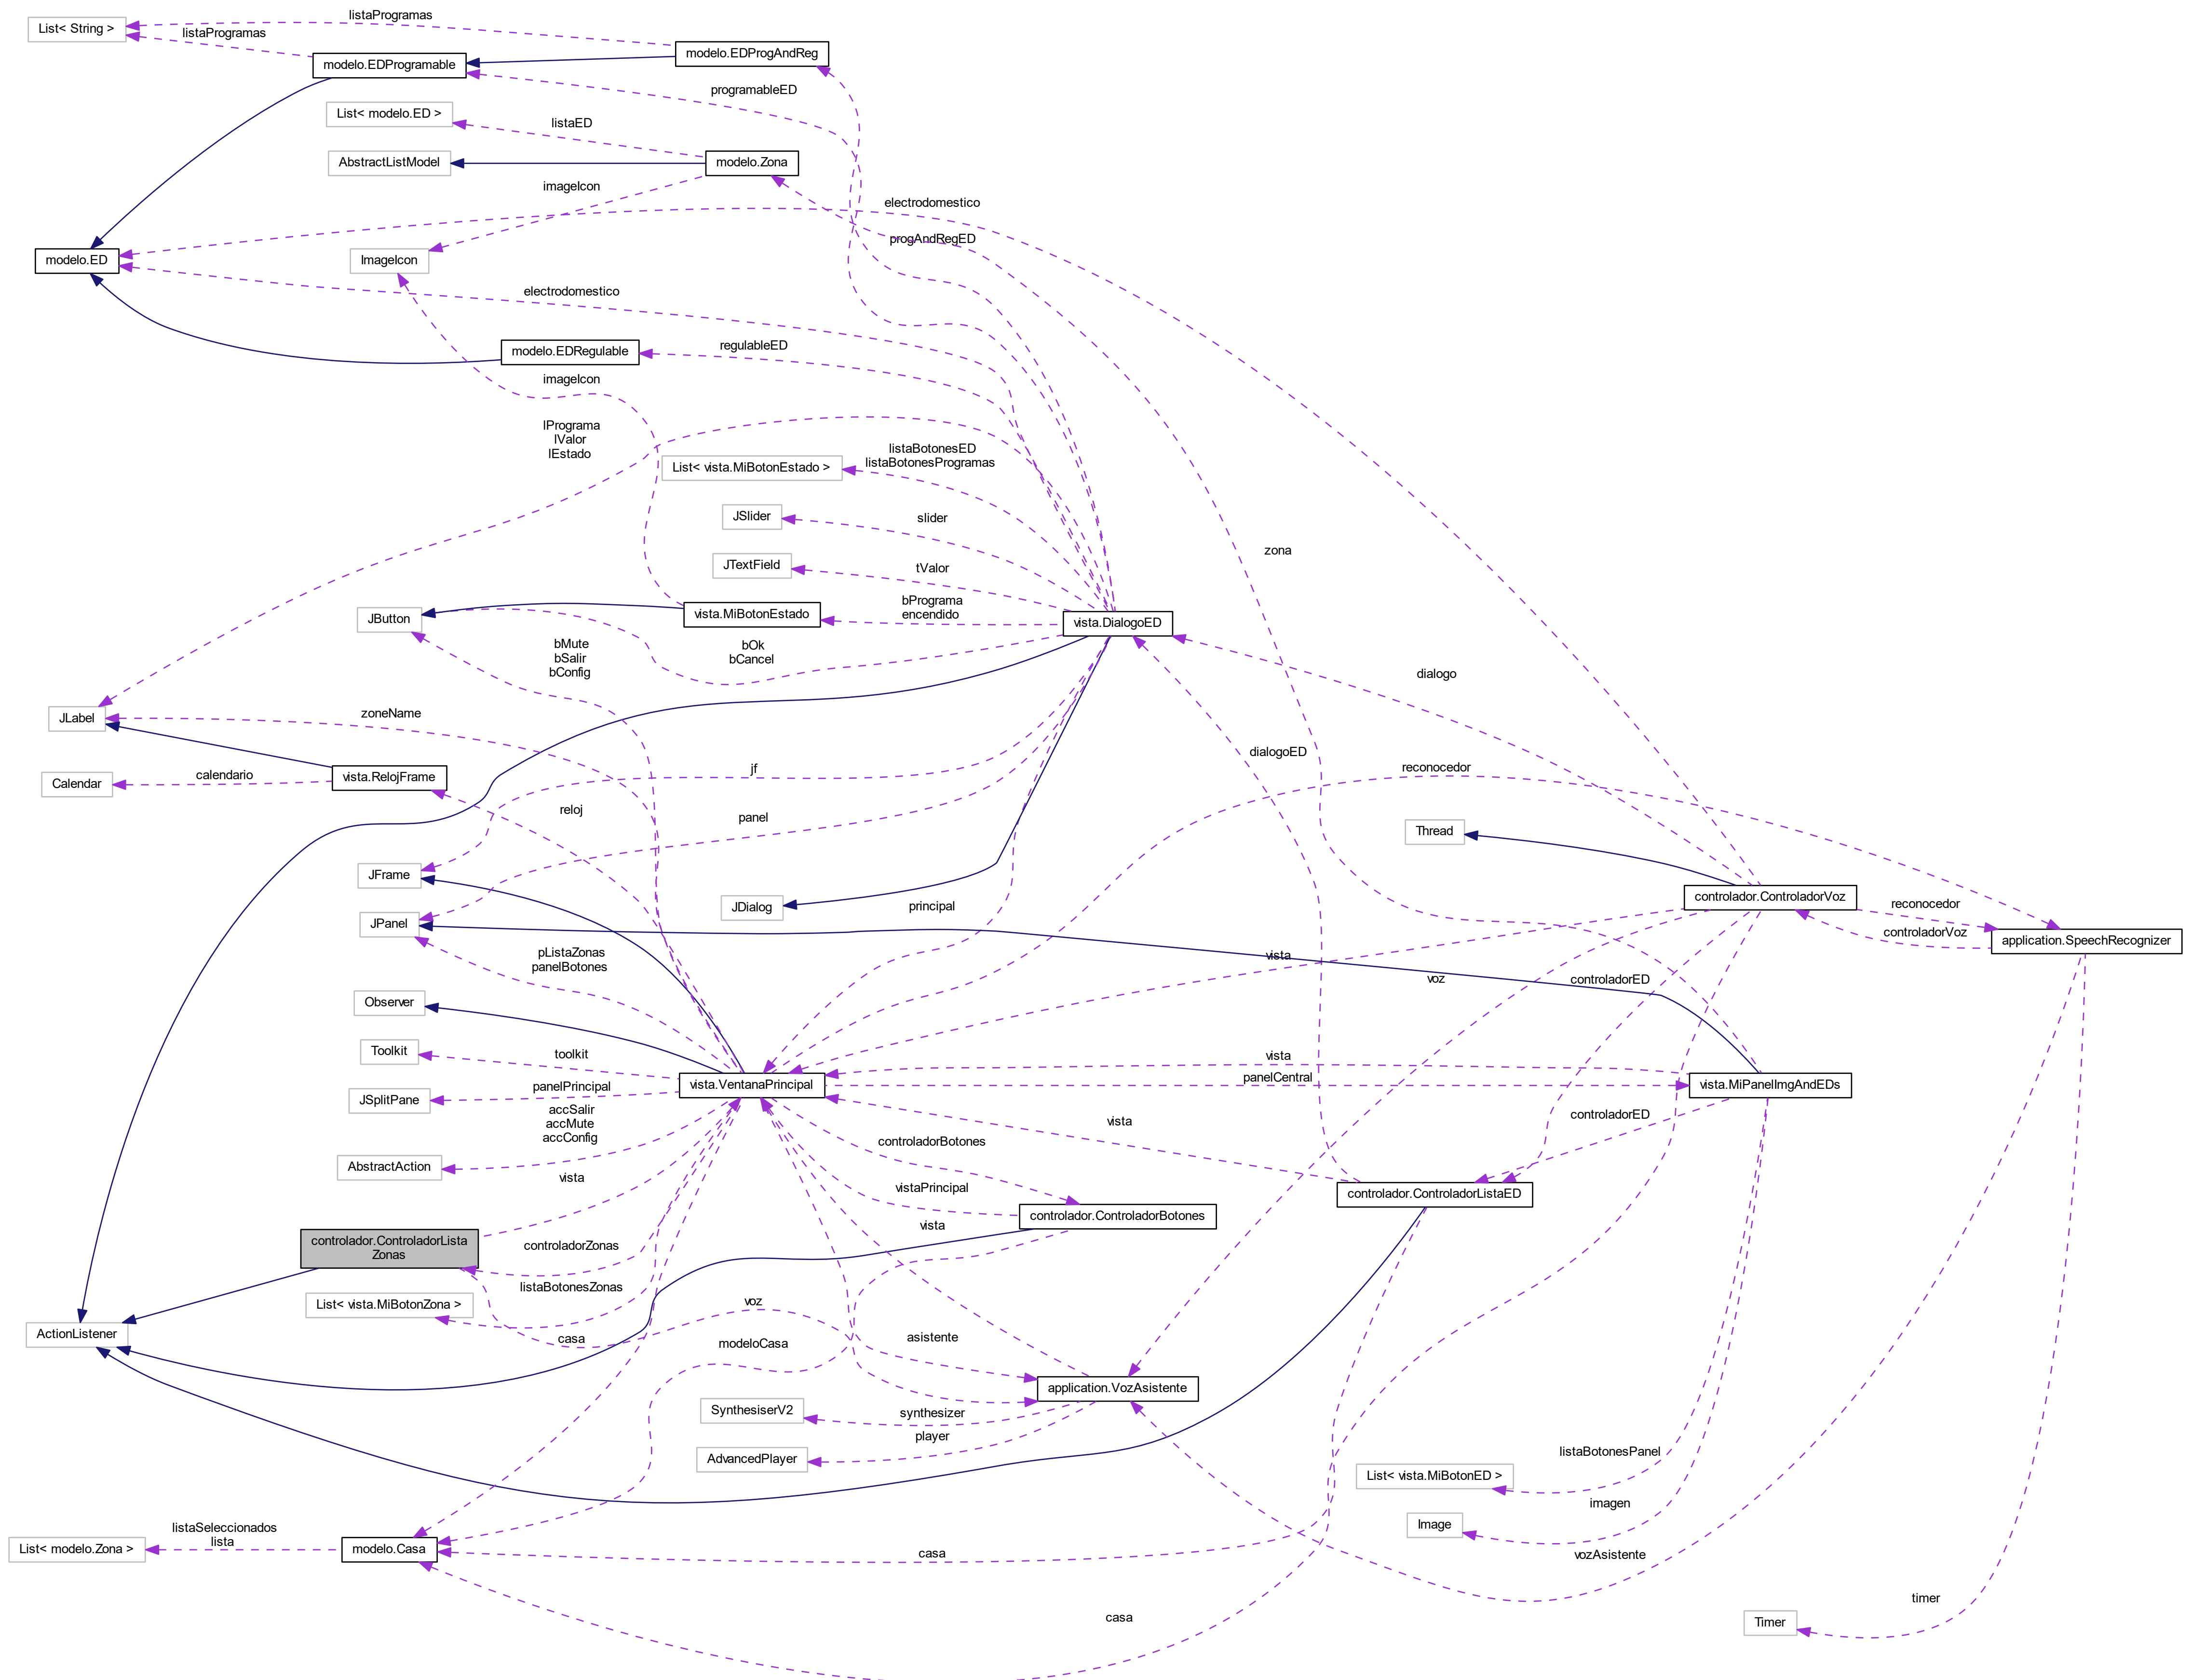 listaProgramas
List< String >
listaProgramas
modelo.EDProgAndReg
modelo.EDProgramable
programableED
List< modelo.ED >
listaED
AbstractListModel
modelo.Zona
imageIcon
electrodomestico
progAndRegED
modelo.ED
ImageIcon
electrodomestico
regulableED
modelo.EDRegulable
imageIcon
lPrograma
lValor
lEstado
listaBotonesED
listaBotonesProgramas
List< vista.MiBotonEstado >
JSlider
slider
zona
JTextField
tValor
bPrograma
encendido
JButton
vista.MiBotonEstado
vista.DialogoED
bMute
bSalir
bConfig
bOk
bCancel
dialogo
JLabel
zoneName
dialogoED
jf
reconocedor
calendario
Calendar
vista.RelojFrame
reloj
panel
Thread
JFrame
controlador.ControladorVoz
reconocedor
JDialog
principal
JPanel
controladorVoz
application.SpeechRecognizer
pListaZonas
panelBotones
vista
voz
controladorED
Observer
Toolkit
toolkit
vista
panelCentral
vista.VentanaPrincipal
vista.MiPanelImgAndEDs
JSplitPane
panelPrincipal
accSalir
accMute
accConfig
vista
controladorED
controladorBotones
AbstractAction
vista
vistaPrincipal
controlador.ControladorListaED
controlador.ControladorBotones
vista
controlador.ControladorLista
Zonas
controladorZonas
listaBotonesZonas
List< vista.MiBotonZona >
voz
ActionListener
casa
modeloCasa
asistente
application.VozAsistente
SynthesiserV2
synthesizer
player
AdvancedPlayer
listaBotonesPanel
List< vista.MiBotonED >
imagen
Image
listaSeleccionados
lista
List< modelo.Zona >
modelo.Casa
casa
vozAsistente
timer
casa
Timer